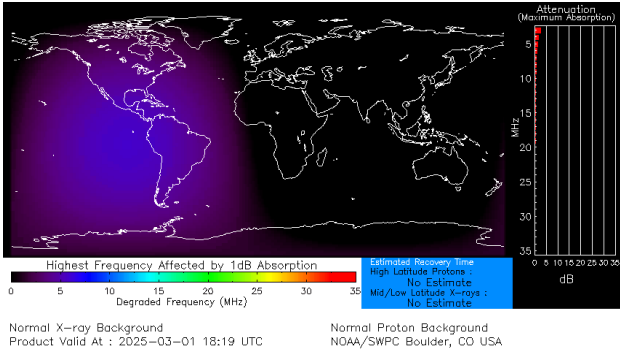 Attenuation
(Maximum Absorption)
5
10
15
20
25
30
35
MHz
0 5 10 15 20 25 30 35
dB
Highest Frequency Affected by 1dB Absorption
0 5 10 15 20 25 30 35
Degraded Frequency (MHz)
Estimated Recovery Time
High Latitude Protons :
No Estimate
Mid/Low Latitude X-rays :
No Estimate
Normal X-ray Background
Normal Proton Background
Product Valid At : 2025-03-01 18:19 UTC
NOAA/SWPC Boulder, CO USA